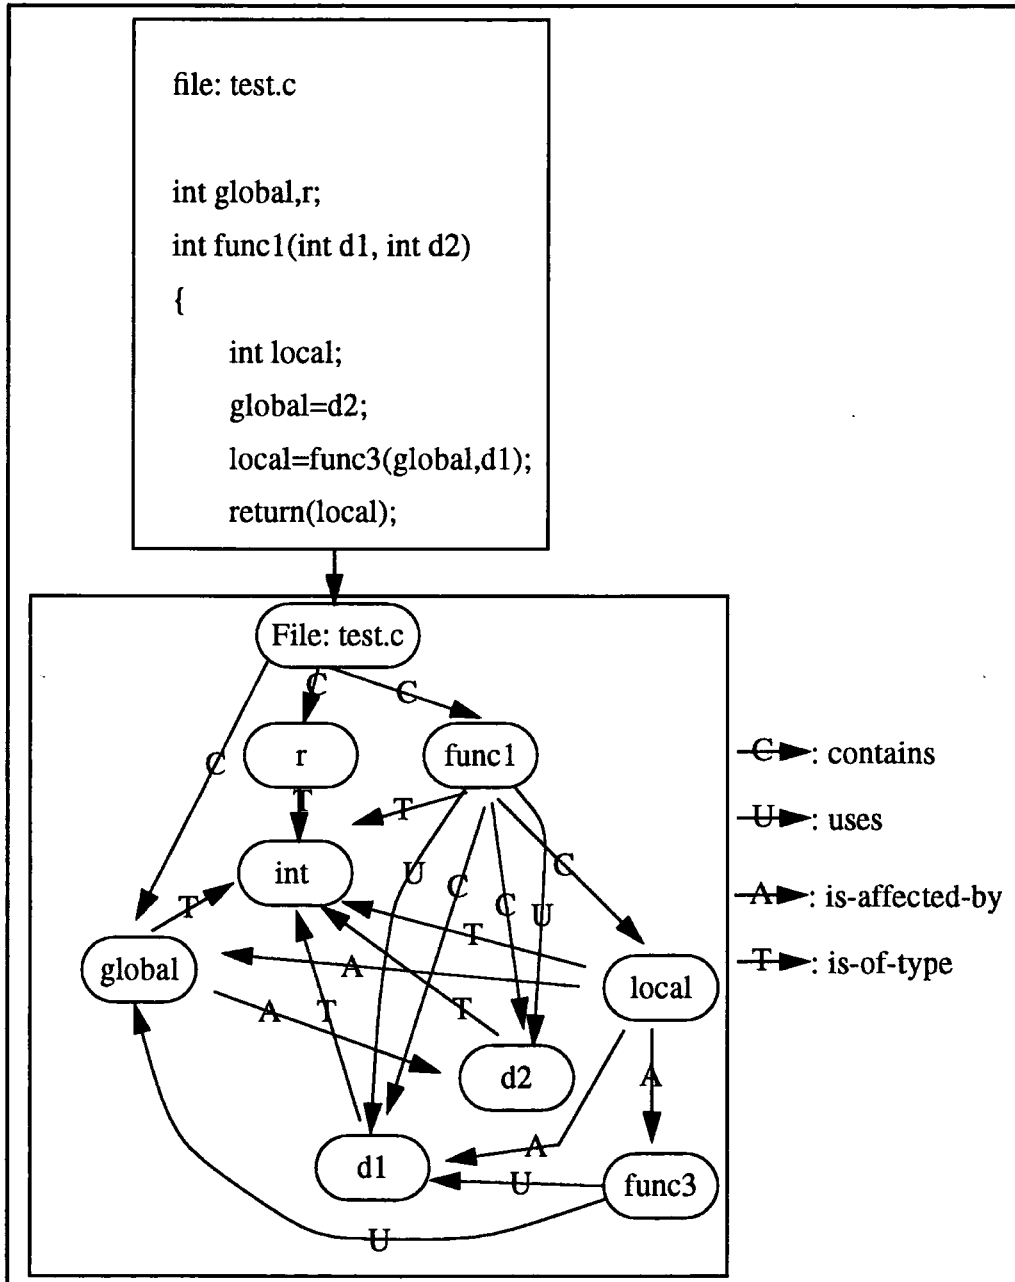 file: test.c
int global,r;
int func1(int d1, int d2)
{
int local;
global=d2;
local=func3(global,d1);
return(local);
File: test.c
C
C
C
r
func1
T
T
int
U
C
C
U
C
T
T
A
global
local
A
T
T
d2
A
A
d1
U
func3
U
C : contains
U : uses
A : is-affected-by
T : is-of-type